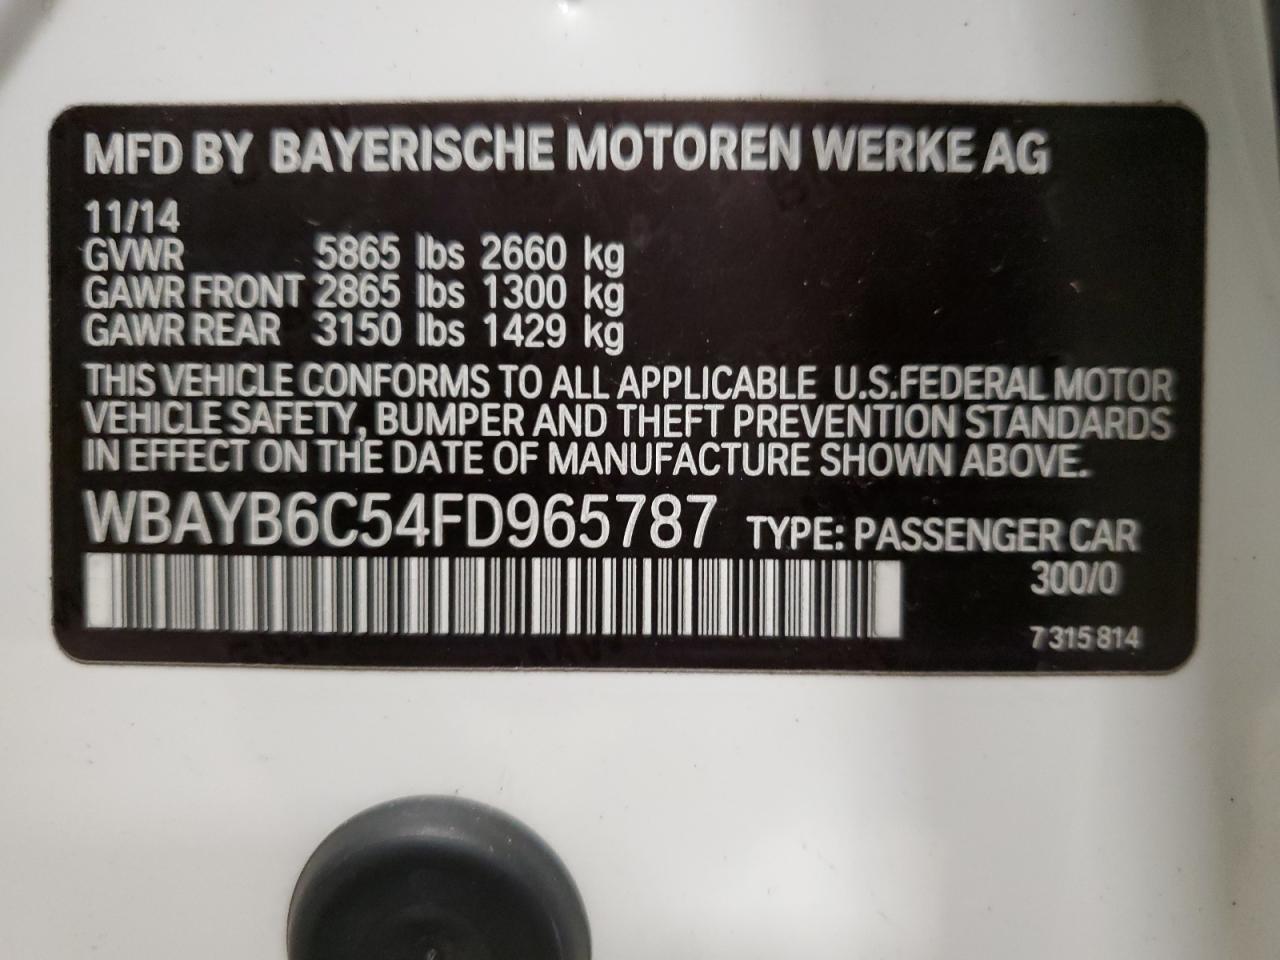 MFD BY BAYERISCHE MOTOREN WERKE AG
11/14
GVWR 5865 lbs 2660 kg
GAWR FRONT 2865 lbs 1300 kg
GAWR REAR 3150 lbs 1429 kg
THIS VEHICLE CONFORMS TO ALL APPLICABLE U.S.FEDERAL MOTOR
VEHICLE SAFETY, BUMPER AND THEFT PREVENTION STANDARDS
IN EFFECT ON THE DATE OF MANUFACTURE SHOWN ABOVE.
WBAYB6C54FD965787 TYPE: PASSENGER CAR
300/0
7 315 814